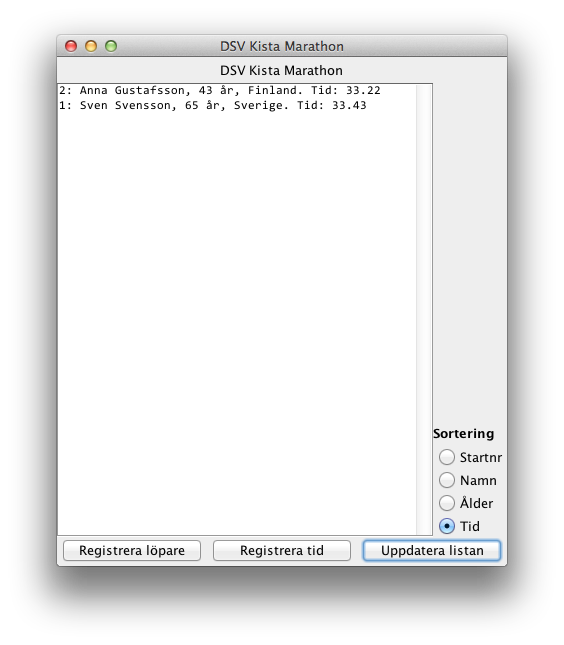 DSV Kista Marathon
DSV Kista Marathon
2: Anna Gustafsson, 43 år, Finland. Tid: 33.22
1: Sven Svensson, 65 år, Sverige. Tid: 33.43
Sortering
Startnr
Namn
Ålder
Tid
Registrera löpare
Registrera tid
Uppdatera listan